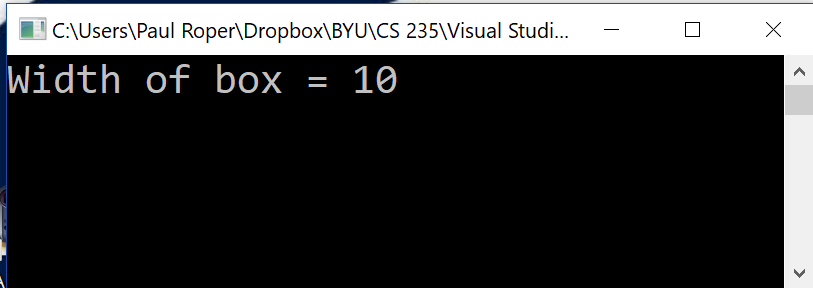 C:\Users\Paul Roper\Dropbox\BYU\CS 235\Visual Studi...
Width of box = 10